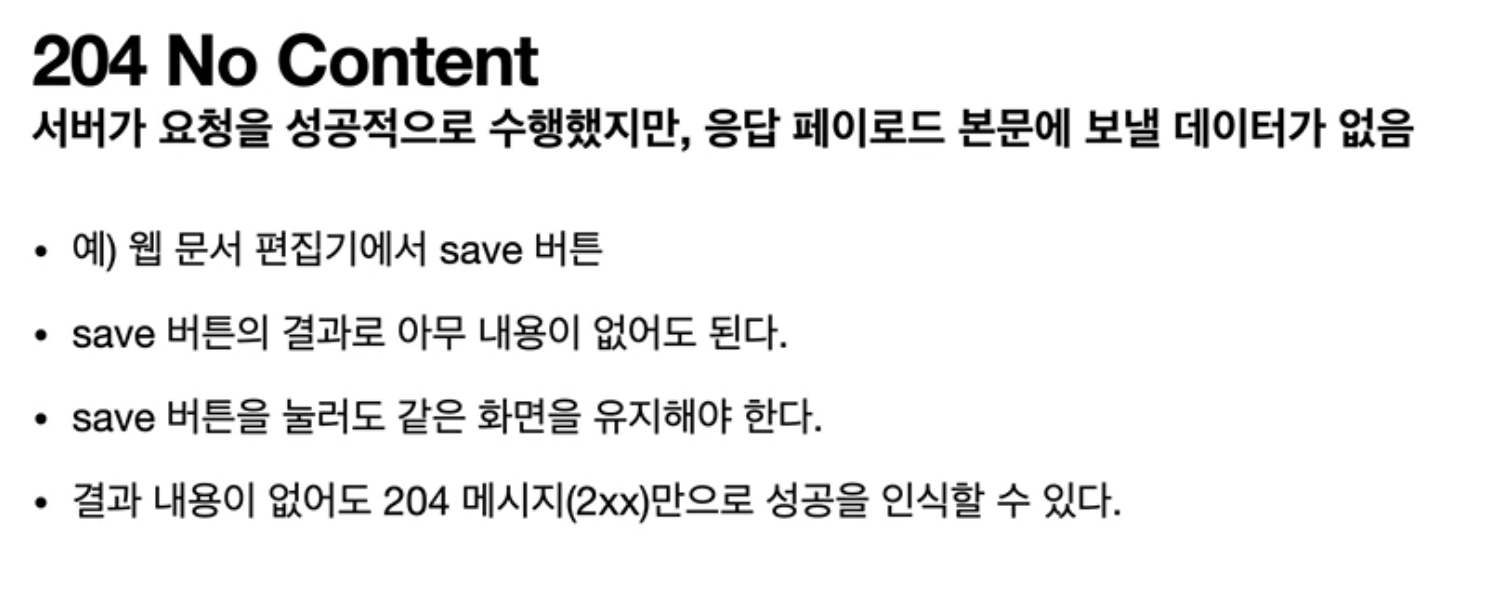 204 No Content
서버가 요청을 성공적으로 수행했지만, 응답 페이로드 본문에 보낼 데이터가 없음
• 예) 웹 문서 편집기에서 save 버튼
• save 버튼의 결과로 아무 내용이 없어도 된다.
• save 버튼을 눌러도 같은 화면을 유지해야 한다.
• 결과 내용이 없어도 204 메시지(2xx)만으로 성공을 인식할 수 있다.